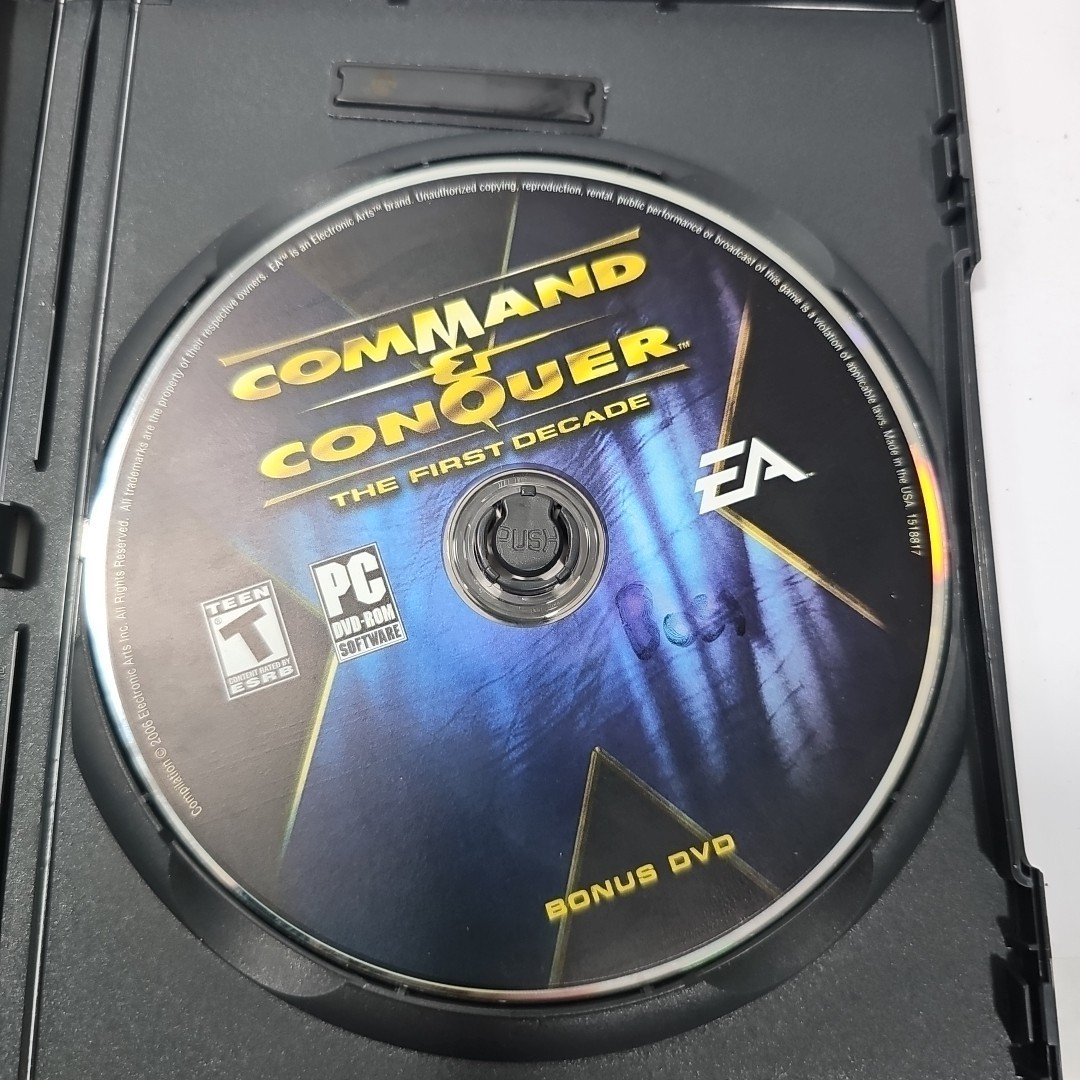 Compilation © 2006 Electronic Arts Inc. All Rights Reserved. All trademarks are the property of their respective owners. EA™ is an Electronic Arts™ brand. Unauthorized copying, reproduction, rental, public performance or broadcast of this game is a violation of applicable laws. Made in the USA. 1518817
COMMAND
&
CONQUER™
THE FIRST DECADE
EA™
PUSH
PC
DVD-ROM
SOFTWARE
TEEN
T
CONTENT RATED BY
ESRB
BONUS DVD